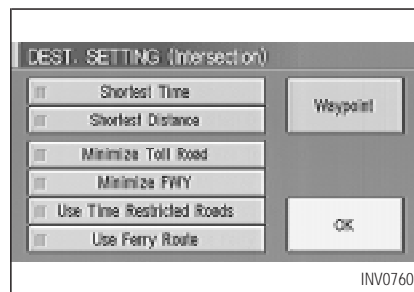 DEST. SETTING (Intersection)
Shortest Time
Shortest Distance
Waypoint
Minimize Toll Road
Minimize FWY
Use Time Restricted Roads
Use Ferry Route
OK
INV0760